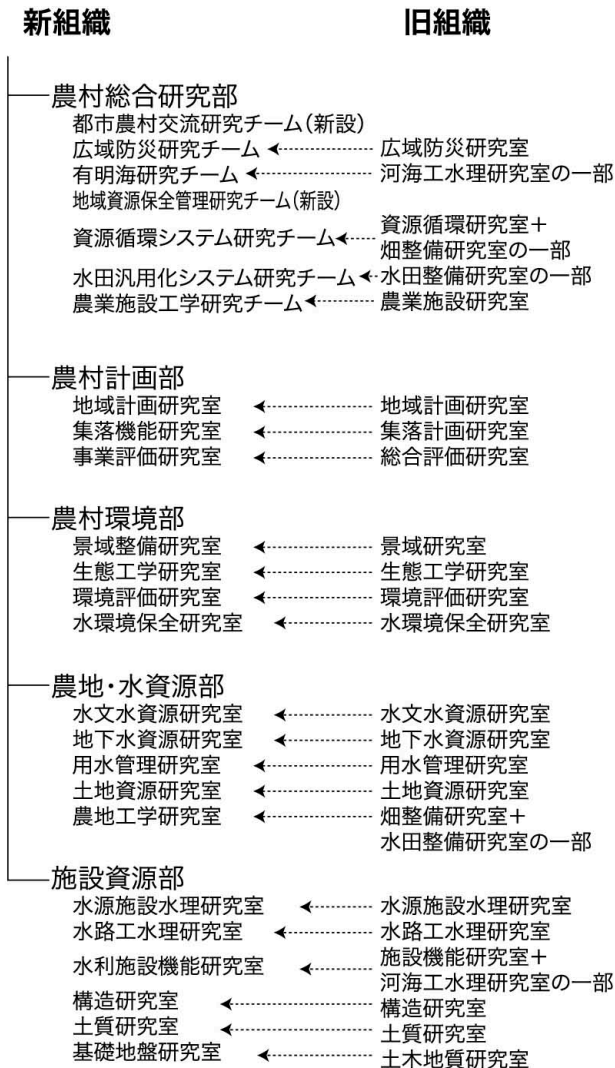 新組織 旧組織
農村総合研究部
都市農村交流研究チーム(新設)
広域防災研究チーム 広域防災研究室
有明海研究チーム 河海工水理研究室の一部
地域資源保全管理研究チーム(新設)
資源循環システム研究チーム 資源循環研究室+
畑整備研究室の一部
水田汎用化システム研究チーム 水田整備研究室の一部
農業施設工学研究チーム 農業施設研究室
農村計画部
地域計画研究室 地域計画研究室
集落機能研究室 集落計画研究室
事業評価研究室 総合評価研究室
農村環境部
景域整備研究室 景域研究室
生態工学研究室 生態工学研究室
環境評価研究室 環境評価研究室
水環境保全研究室 水環境保全研究室
農地・水資源部
水文水資源研究室 水文水資源研究室
地下水資源研究室 地下水資源研究室
用水管理研究室 用水管理研究室
土地資源研究室 土地資源研究室
農地工学研究室 畑整備研究室+
水田整備研究室の一部
施設資源部
水源施設水理研究室 水源施設水理研究室
水路工水理研究室 水路工水理研究室
水利施設機能研究室 施設機能研究室+
河海工水理研究室の一部
構造研究室 構造研究室
土質研究室 土質研究室
基礎地盤研究室 土木地質研究室